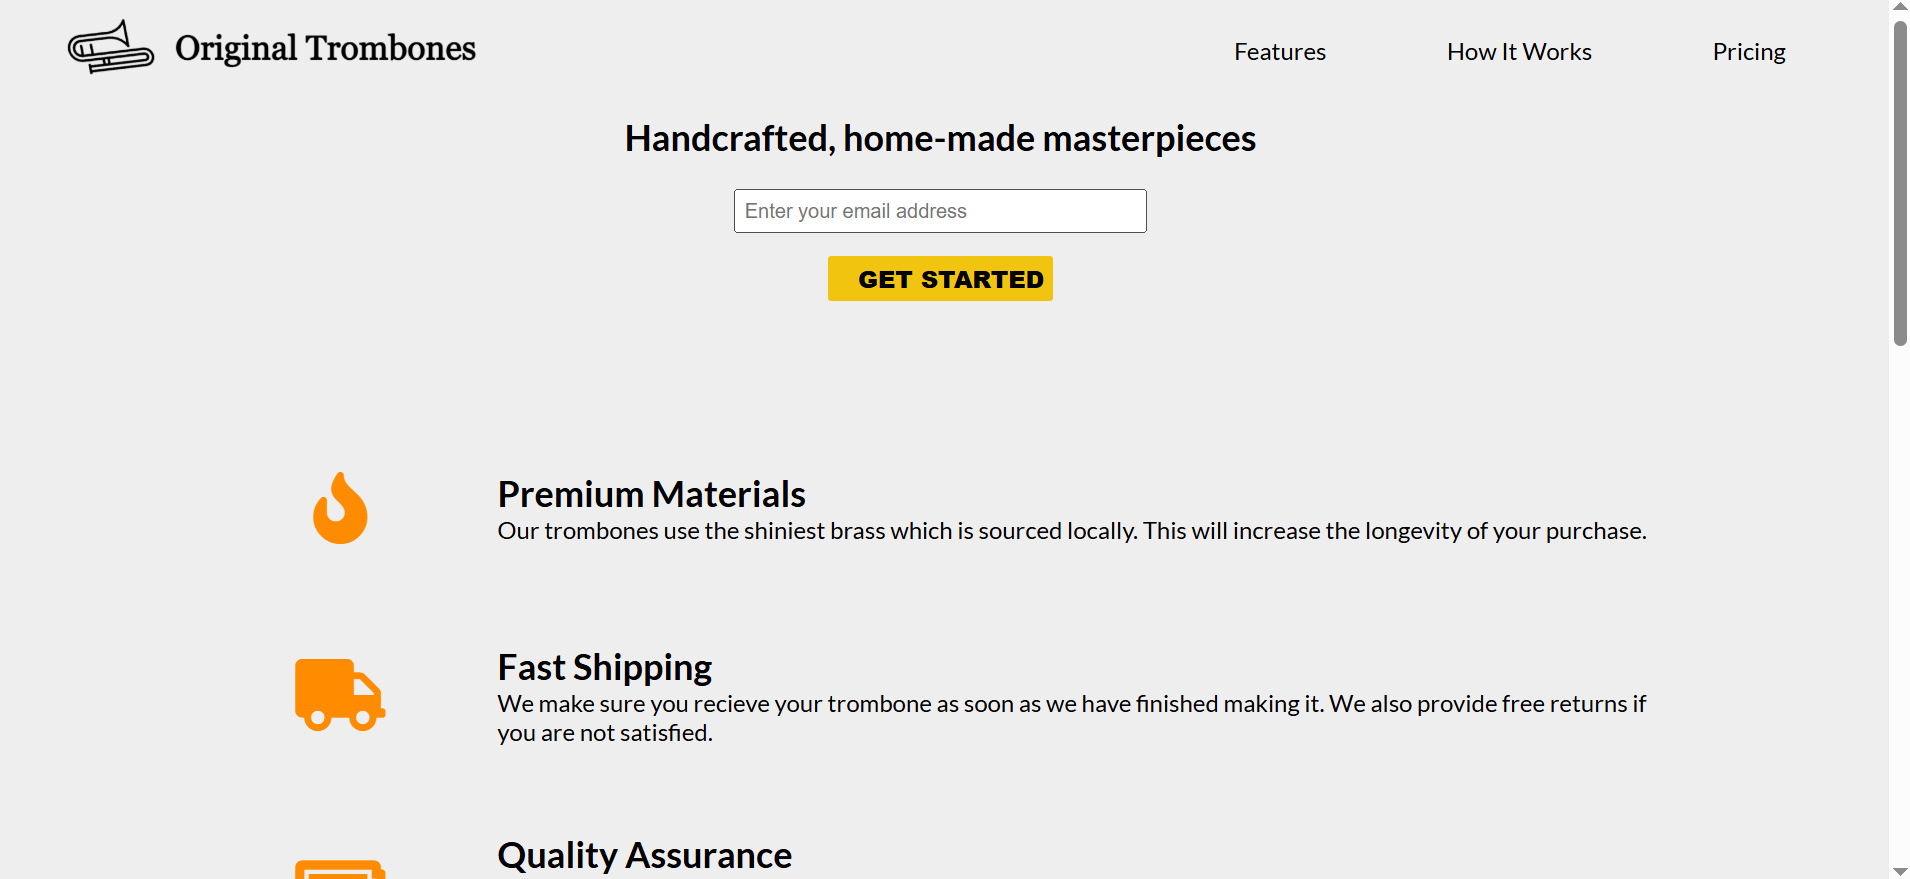 Original Trombones
Features
How It Works
Pricing
Handcrafted, home-made masterpieces
Enter your email address
GET STARTED
Premium Materials
Our trombones use the shiniest brass which is sourced locally. This will increase the longevity of your purchase.
Fast Shipping
We make sure you recieve your trombone as soon as we have finished making it. We also provide free returns if
you are not satisfied.
Quality Assurance